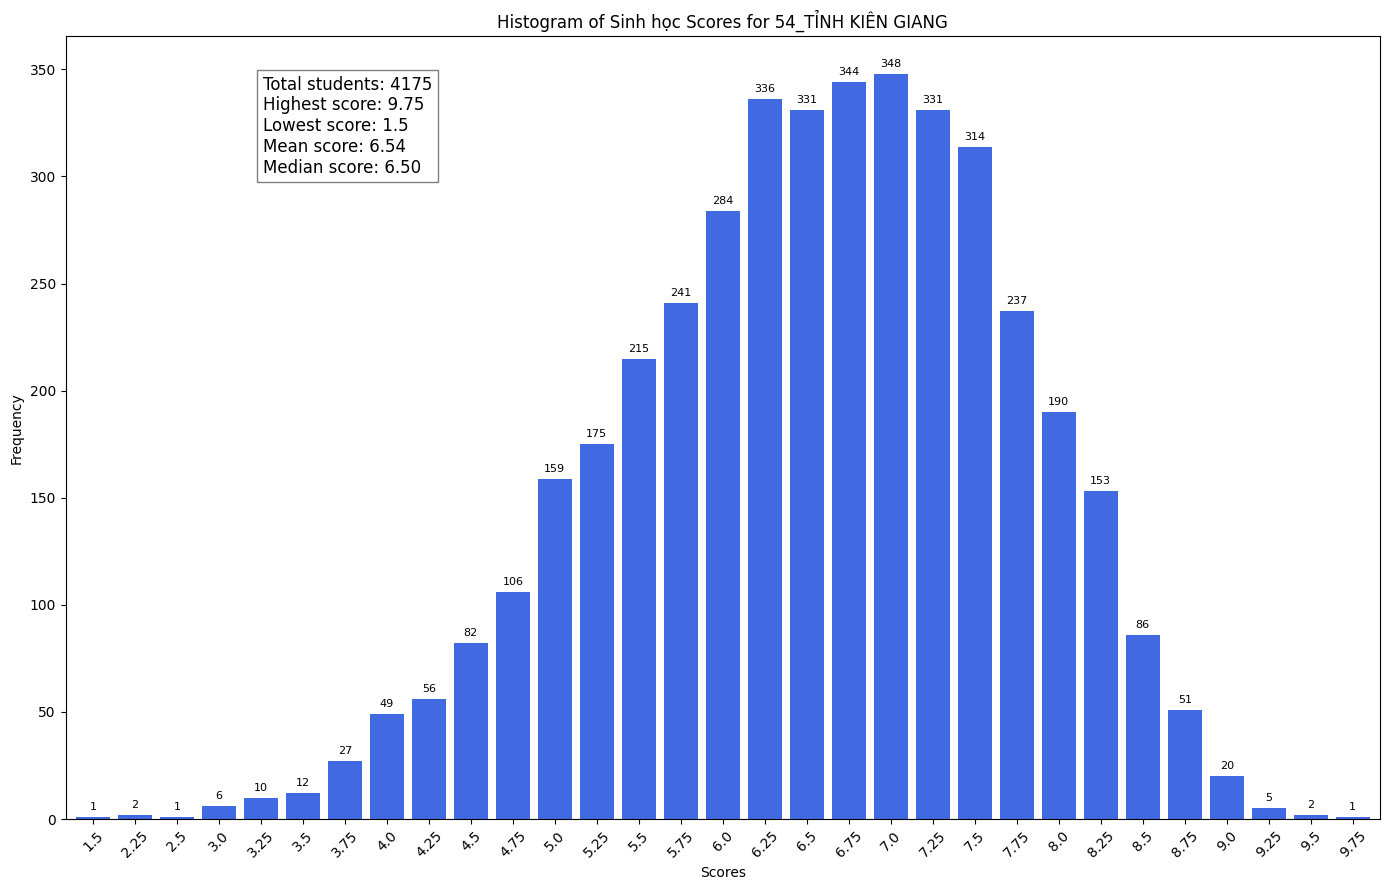 Histogram of Sinh học Scores for 54_TỈNH KIÊN GIANG
Total students: 4175
Highest score: 9.75
Lowest score: 1.5
Mean score: 6.54
Median score: 6.50
Frequency
350
300
250
200
150
100
50
0
1 2 1 6 10 12 27 49 56 82 106 159 175 215 241 284 336 331 344 348 331 314 237 190 153 86 51 20 5 2 1
1.5 2.25 2.5 3.0 3.25 3.5 3.75 4.0 4.25 4.5 4.75 5.0 5.25 5.5 5.75 6.0 6.25 6.5 6.75 7.0 7.25 7.5 7.75 8.0 8.25 8.5 8.75 9.0 9.25 9.5 9.75
Scores